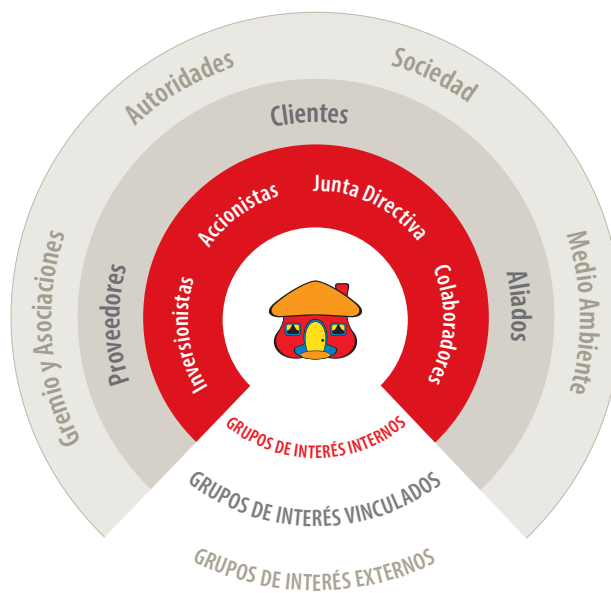 Autoridades
Sociedad
Clientes
Accionistas
Junta Directiva
Gremio y Asociaciones
Proveedores
Inversionistas
Colaboradores
Aliados
Medio Ambiente
GRUPOS DE INTERÉS INTERNOS
GRUPOS DE INTERÉS VINCULADOS
GRUPOS DE INTERÉS EXTERNOS